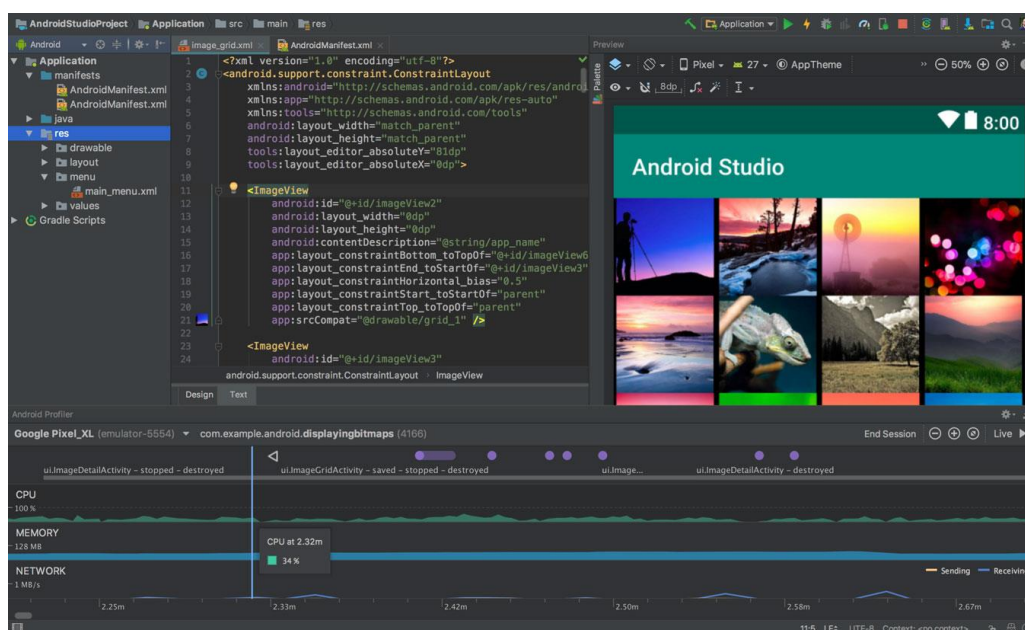 AndroidStudioProject Application src main res Application
Android image_grid.xml AndroidManifest.xml Preview
Application
manifests
AndroidManifest.xml
AndroidManifest.xml
java
res
drawable
layout
menu
main_menu.xml
values
Gradle Scripts
1 <?xml version="1.0" encoding="utf-8"?>
2 <android.support.constraint.ConstraintLayout
3 xmlns:android="http://schemas.android.com/apk/res/androi
4 xmlns:app="http://schemas.android.com/apk/res-auto"
5 xmlns:tools="http://schemas.android.com/tools"
6 android:layout_width="match_parent"
7 android:layout_height="match_parent"
8 tools:layout_editor_absoluteY="81dp"
9 tools:layout_editor_absoluteX="0dp">
10
11 <ImageView
12 android:id="@+id/imageView2"
13 android:layout_width="0dp"
14 android:layout_height="0dp"
15 android:contentDescription="@string/app_name"
16 app:layout_constraintBottom_toTopOf="@+id/imageView6
17 app:layout_constraintEnd_toStartOf="@+id/imageView3"
18 app:layout_constraintHorizontal_bias="0.5"
19 app:layout_constraintStart_toStartOf="parent"
20 app:layout_constraintTop_toTopOf="parent"
21 app:srcCompat="@drawable/grid_1" />
22
23 <ImageView
24 android:id="@+id/imageView3"
android.support.constraint.ConstraintLayout > ImageView
Design Text
Palette
Pixel 27 AppTheme » 50%
8dp
8:00
Android Studio
Android Profiler
Google Pixel_XL (emulator-5554) com.example.android.displayingbitmaps (4166) End Session Live
ui.ImageDetailActivity – stopped – destroyed ui.ImageGridActivity – saved – stopped – destroyed ui.Image... ui.ImageDetailActivity – destroyed
CPU
100 %
MEMORY
128 MB
CPU at 2.32m
34 %
NETWORK
1 MB/s
Sending Receivin
2.25m 2.33m 2.42m 2.50m 2.58m 2.67m
11:5 LF÷ UTF-8 Context: <no context>